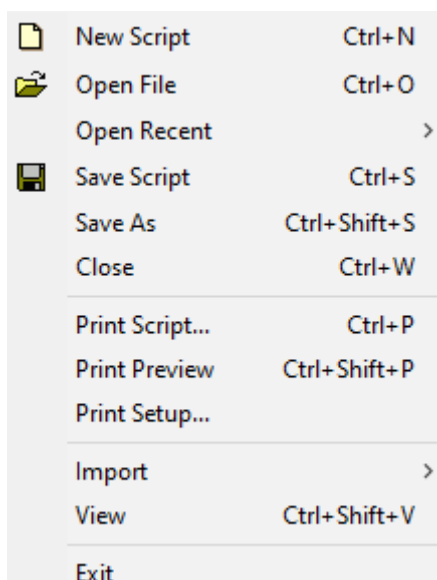 New Script Ctrl+N
Open File Ctrl+O
Open Recent
Save Script Ctrl+S
Save As Ctrl+Shift+S
Close Ctrl+W
Print Script... Ctrl+P
Print Preview Ctrl+Shift+P
Print Setup...
Import
View Ctrl+Shift+V
Exit